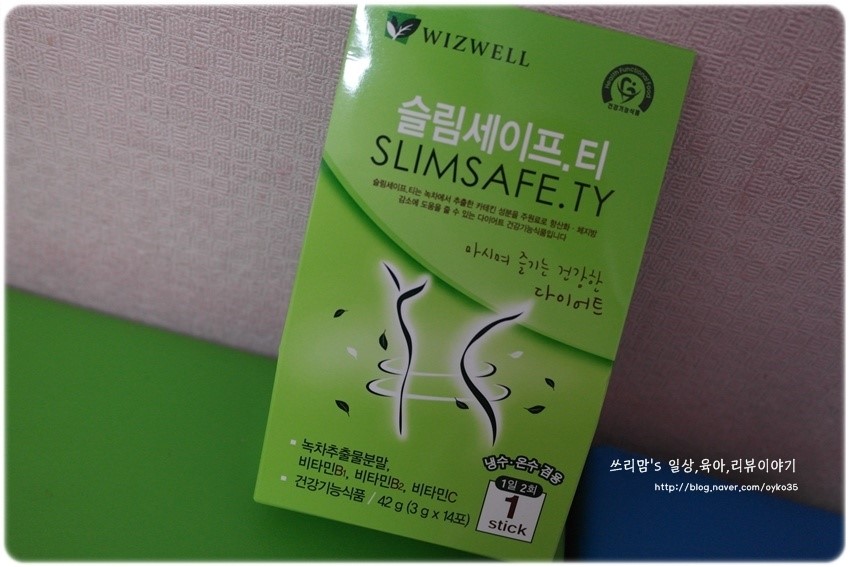 WIZWELL
Health Functional Food
건강기능식품
슬림세이프.티
SLIMSAFE.TY
슬림세이프.티는 녹차에서 추출한 카테킨 성분을 주원료로 항산화·체지방
감소에 도움을 줄 수 있는 다이어트 건강기능식품입니다
마시며 즐기는 건강한
다이어트
녹차추출물분말,
비타민B1, 비타민B2, 비타민C
건강기능식품 / 42 g (3 g x 14포)
냉수·온수 겸용
1일 2회
1
stick
쓰리맘's 일상,육아,리뷰이야기
http://blog.naver.com/oyko35